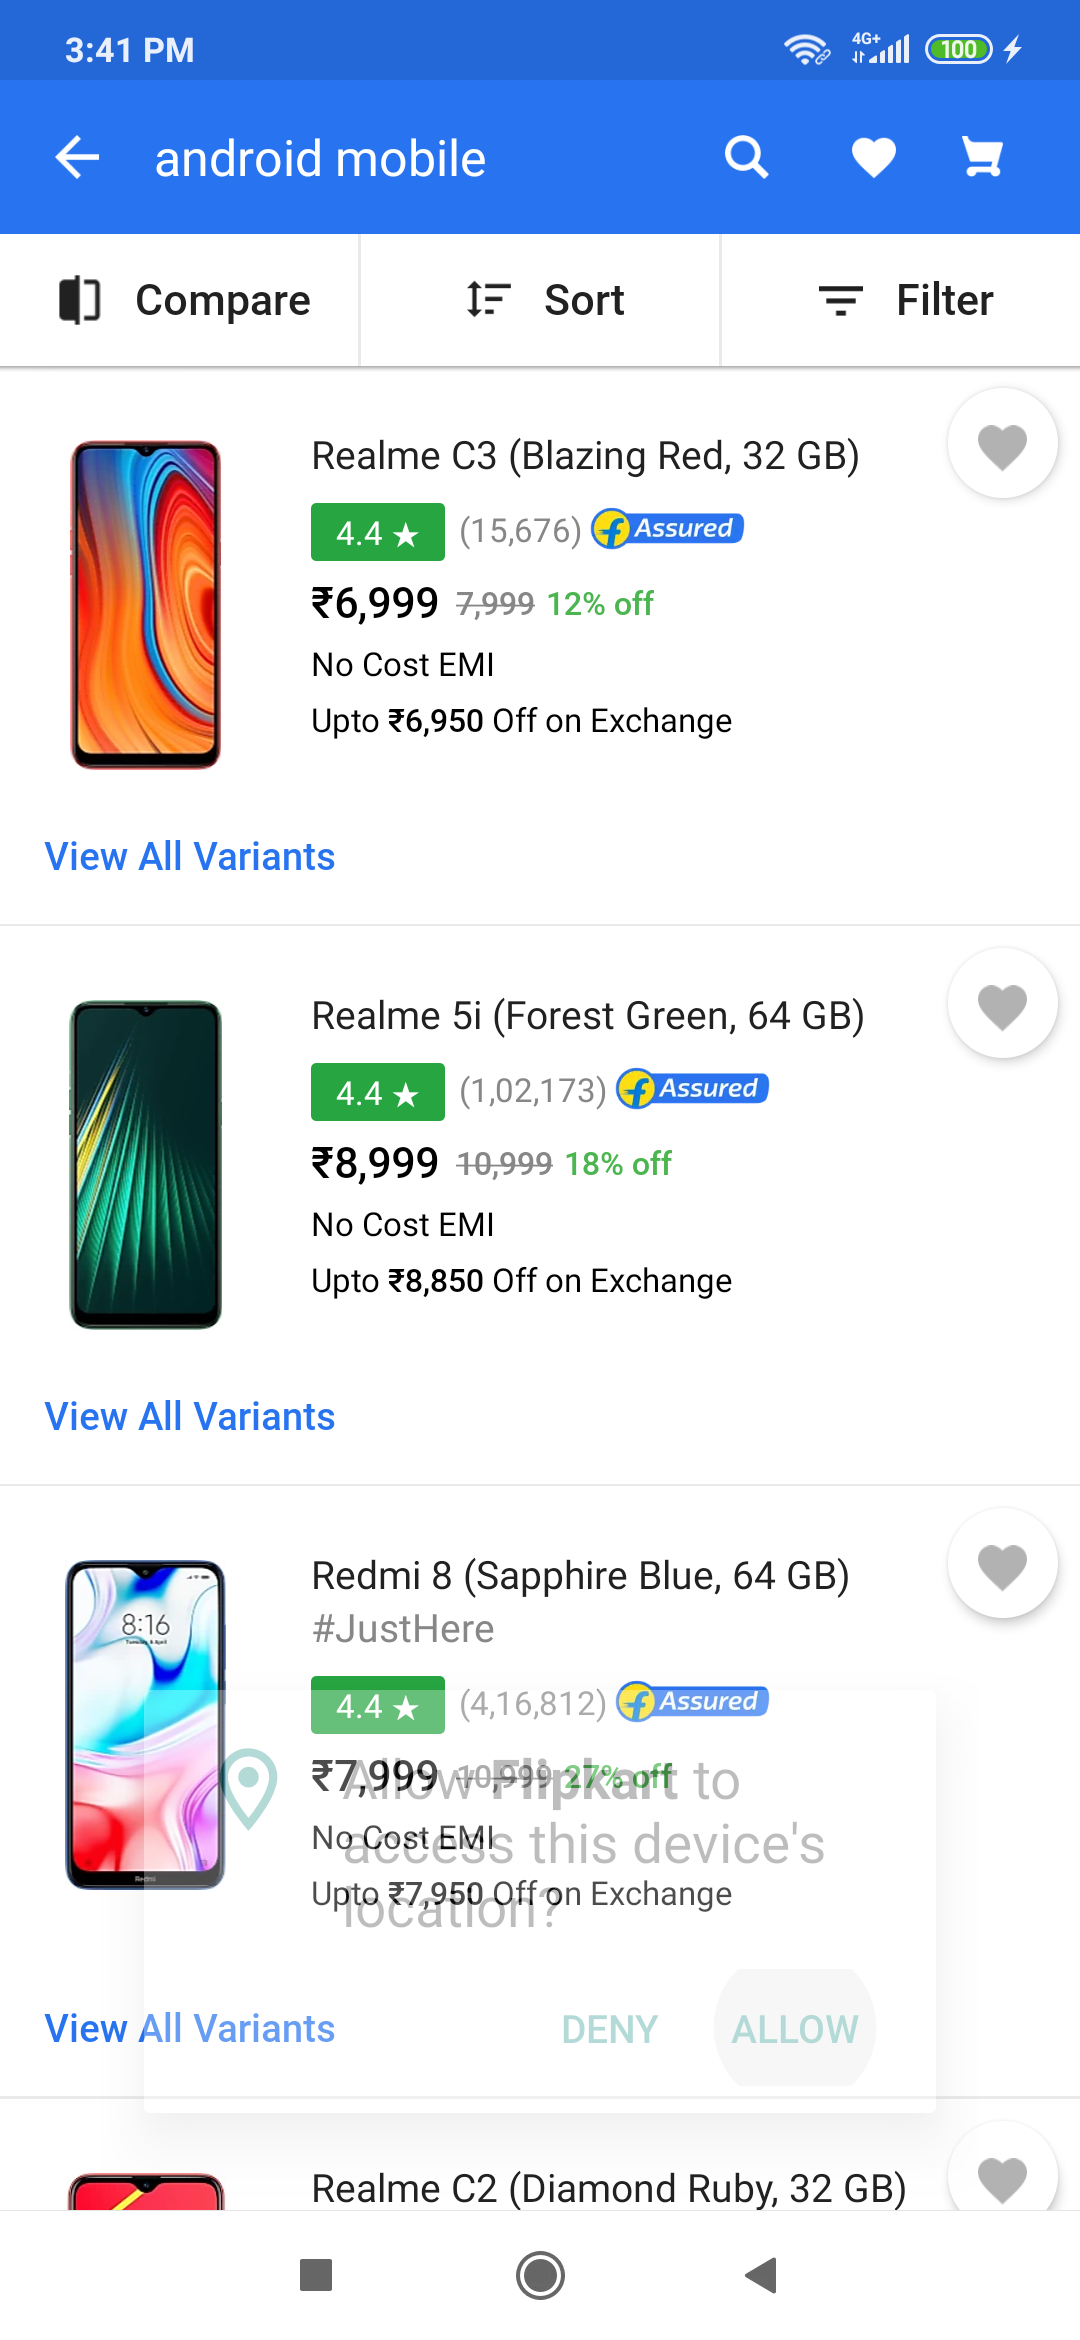 3:41 PM
4G+
100
android mobile
Compare
Sort
Filter
Realme C3 (Blazing Red, 32 GB)
4.4 ★ (15,676) f Assured
₹6,999 7,999 12% off
No Cost EMI
Upto ₹6,950 Off on Exchange
View All Variants
Realme 5i (Forest Green, 64 GB)
4.4 ★ (1,02,173) f Assured
₹8,999 10,999 18% off
No Cost EMI
Upto ₹8,850 Off on Exchange
View All Variants
8:16
Redmi
Redmi 8 (Sapphire Blue, 64 GB)
#JustHere
4.4 ★ (4,16,812) f Assured
₹7,999 10,999 27% off
No Cost EMI
Upto ₹7,950 Off on Exchange
Allow Flipkart to
access this device's
location?
View All Variants
DENY
ALLOW
Realme C2 (Diamond Ruby, 32 GB)